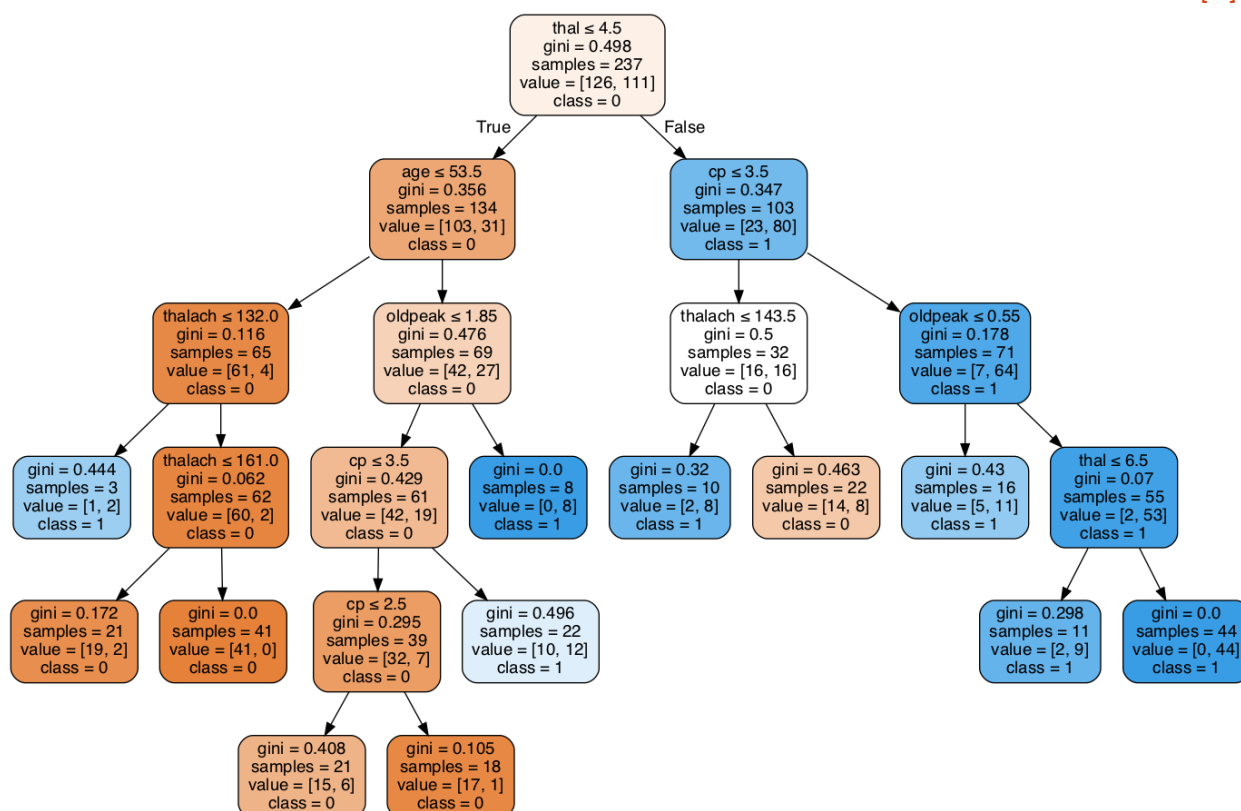 thal ≤ 4.5
gini = 0.498
samples = 237
value = [126, 111]
class = 0
True
False
age ≤ 53.5
gini = 0.356
samples = 134
value = [103, 31]
class = 0
cp ≤ 3.5
gini = 0.347
samples = 103
value = [23, 80]
class = 1
thalach ≤ 132.0
gini = 0.116
samples = 65
value = [61, 4]
class = 0
oldpeak ≤ 1.85
gini = 0.476
samples = 69
value = [42, 27]
class = 0
thalach ≤ 143.5
gini = 0.5
samples = 32
value = [16, 16]
class = 0
oldpeak ≤ 0.55
gini = 0.178
samples = 71
value = [7, 64]
class = 1
gini = 0.444
samples = 3
value = [1, 2]
class = 1
thalach ≤ 161.0
gini = 0.062
samples = 62
value = [60, 2]
class = 0
cp ≤ 3.5
gini = 0.429
samples = 61
value = [42, 19]
class = 0
gini = 0.0
samples = 8
value = [0, 8]
class = 1
gini = 0.32
samples = 10
value = [2, 8]
class = 1
gini = 0.463
samples = 22
value = [14, 8]
class = 0
gini = 0.43
samples = 16
value = [5, 11]
class = 1
thal ≤ 6.5
gini = 0.07
samples = 55
value = [2, 53]
class = 1
gini = 0.172
samples = 21
value = [19, 2]
class = 0
gini = 0.0
samples = 41
value = [41, 0]
class = 0
cp ≤ 2.5
gini = 0.295
samples = 39
value = [32, 7]
class = 0
gini = 0.496
samples = 22
value = [10, 12]
class = 1
gini = 0.298
samples = 11
value = [2, 9]
class = 1
gini = 0.0
samples = 44
value = [0, 44]
class = 1
gini = 0.408
samples = 21
value = [15, 6]
class = 0
gini = 0.105
samples = 18
value = [17, 1]
class = 0